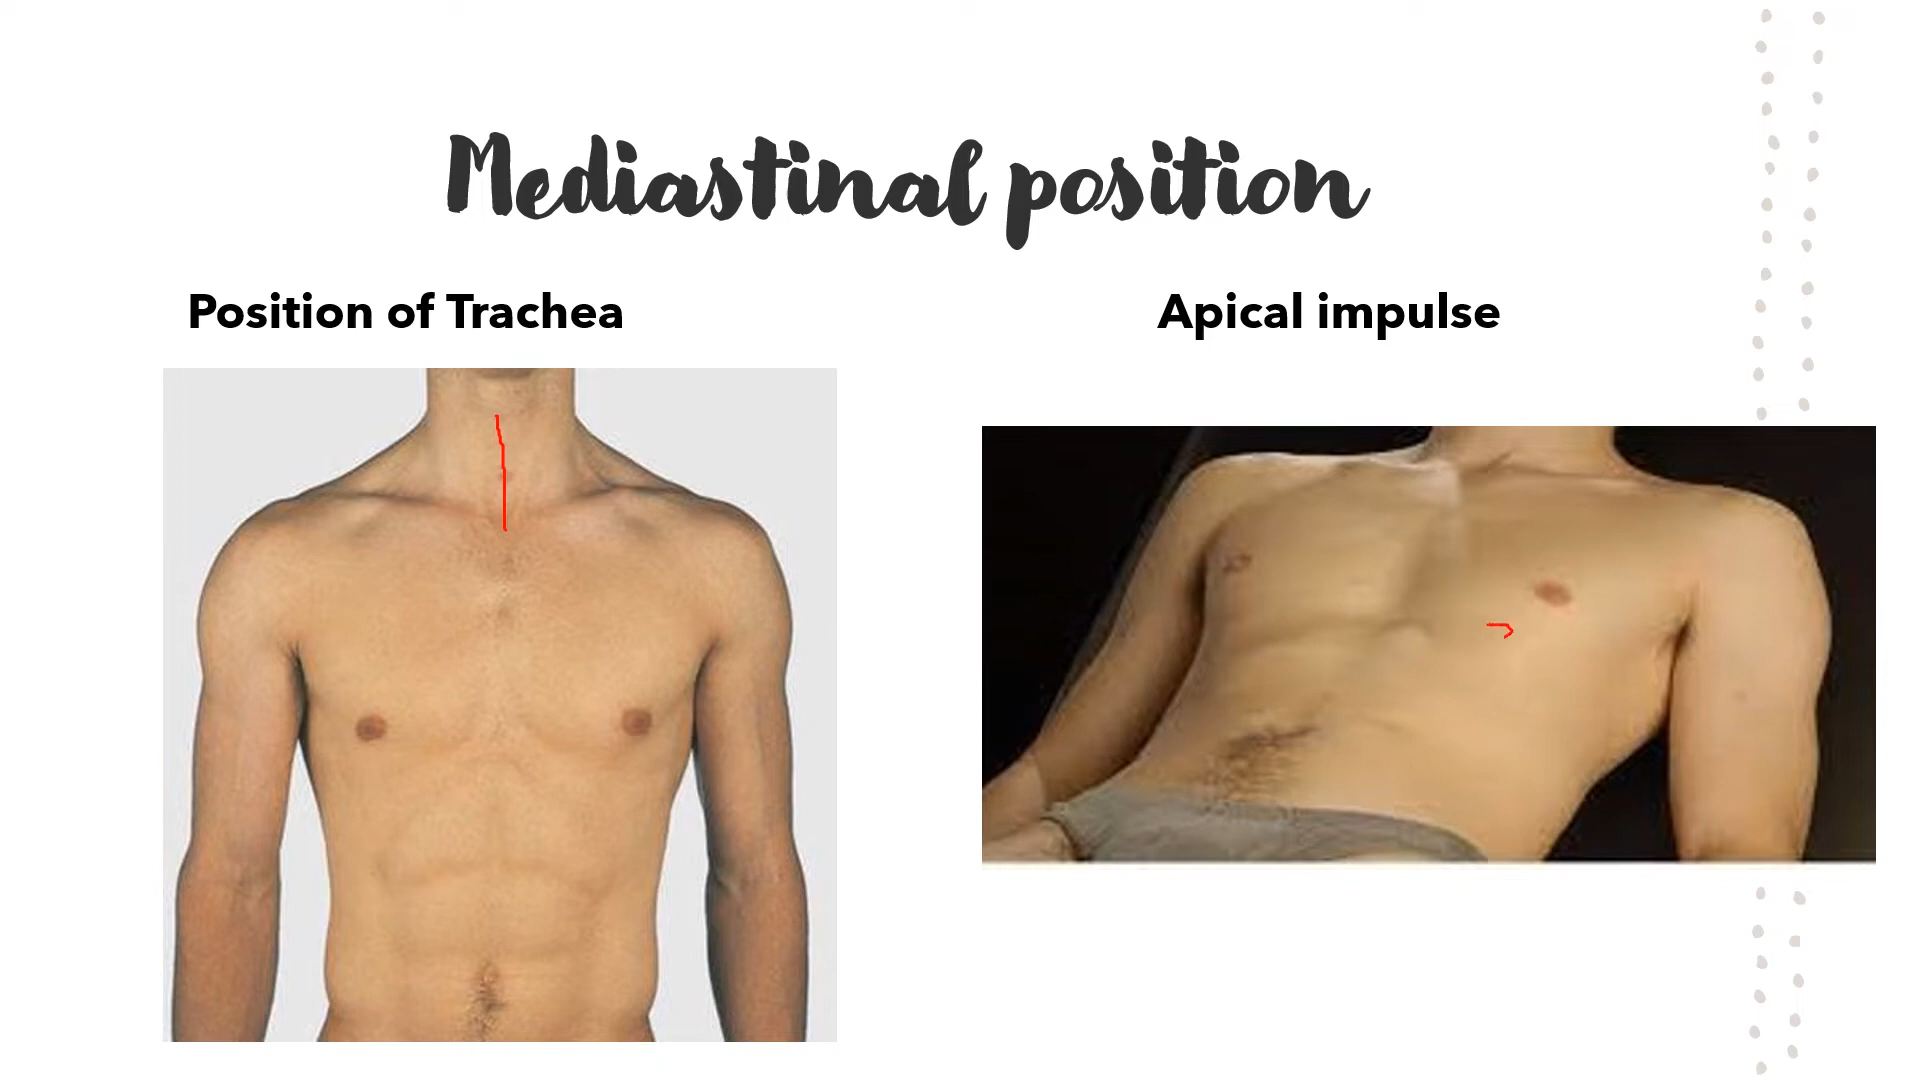 Mediastinal position
Position of Trachea
Apical impulse